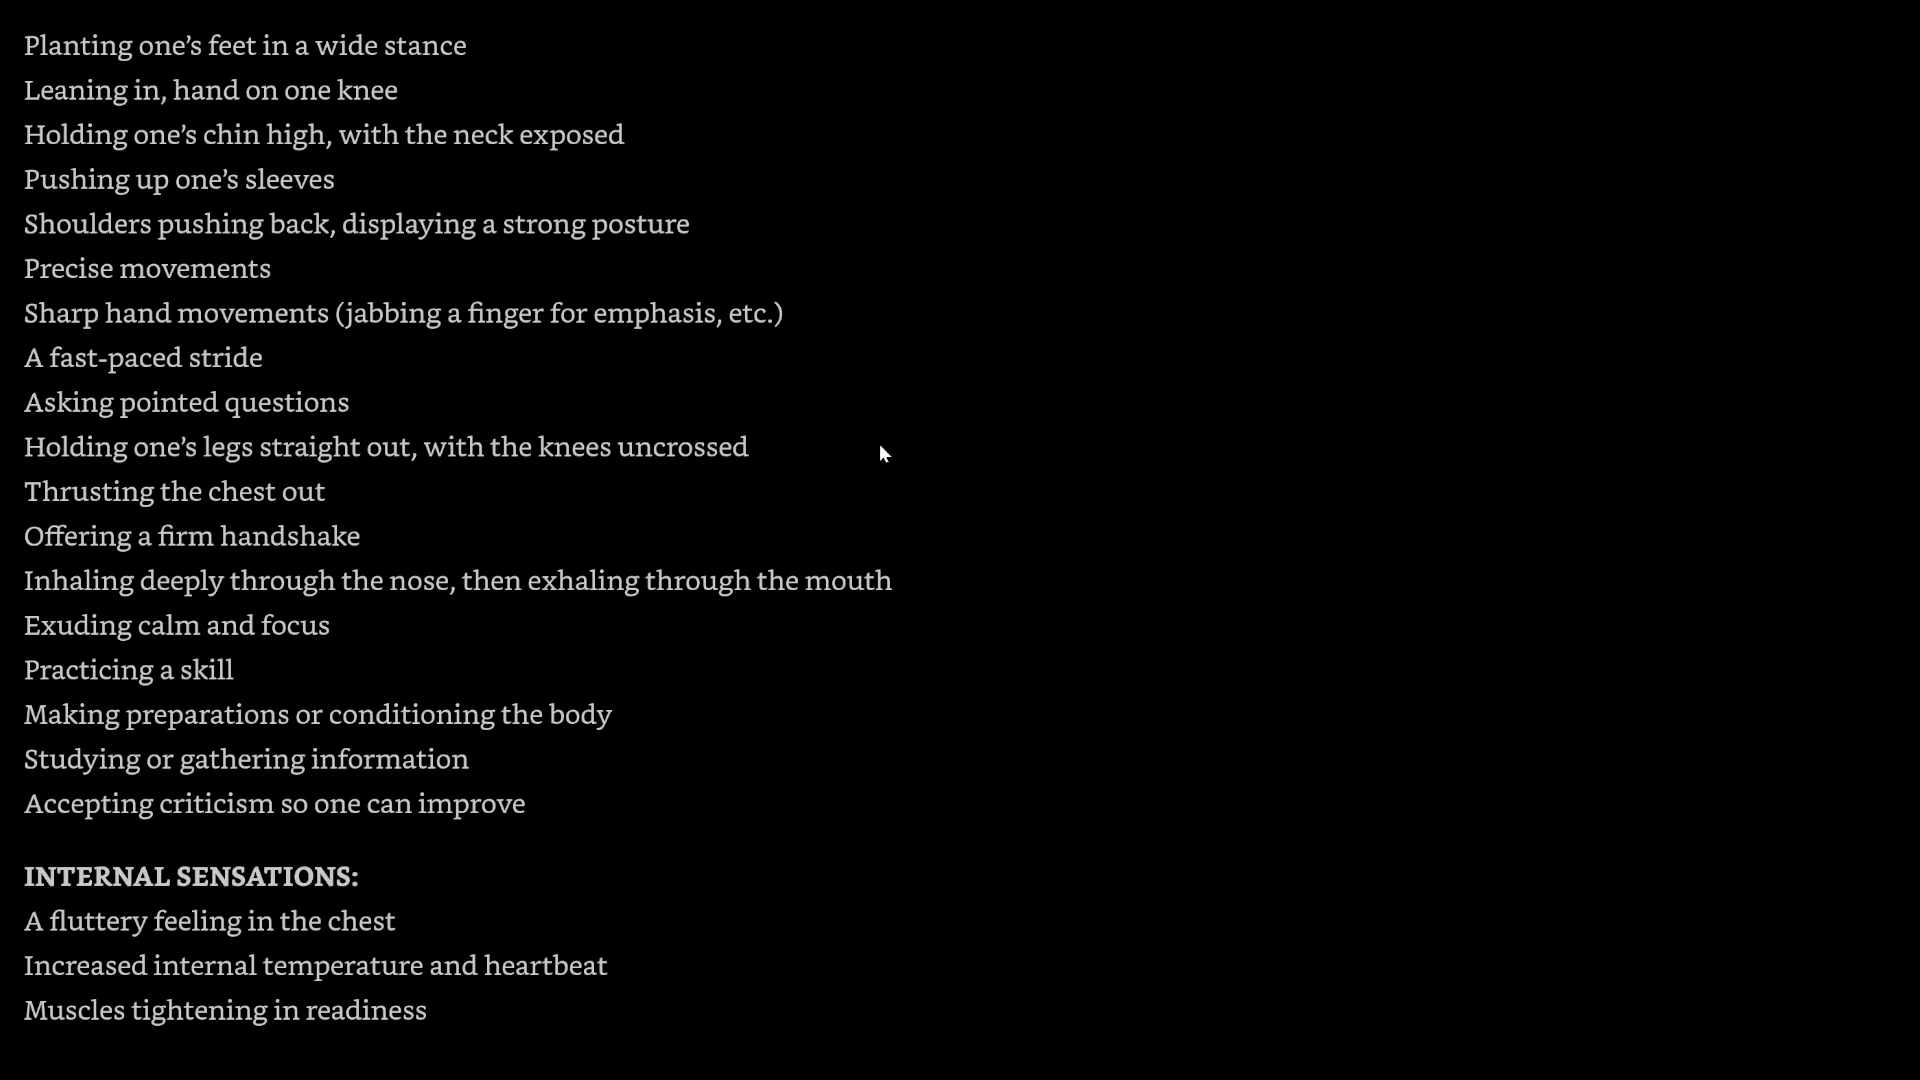 Planting one’s feet in a wide stance
Leaning in, hand on one knee
Holding one’s chin high, with the neck exposed
Pushing up one’s sleeves
Shoulders pushing back, displaying a strong posture
Precise movements
Sharp hand movements (jabbing a finger for emphasis, etc.)
A fast-paced stride
Asking pointed questions
Holding one’s legs straight out, with the knees uncrossed
Thrusting the chest out
Offering a firm handshake
Inhaling deeply through the nose, then exhaling through the mouth
Exuding calm and focus
Practicing a skill
Making preparations or conditioning the body
Studying or gathering information
Accepting criticism so one can improve
INTERNAL SENSATIONS:
A fluttery feeling in the chest
Increased internal temperature and heartbeat
Muscles tightening in readiness